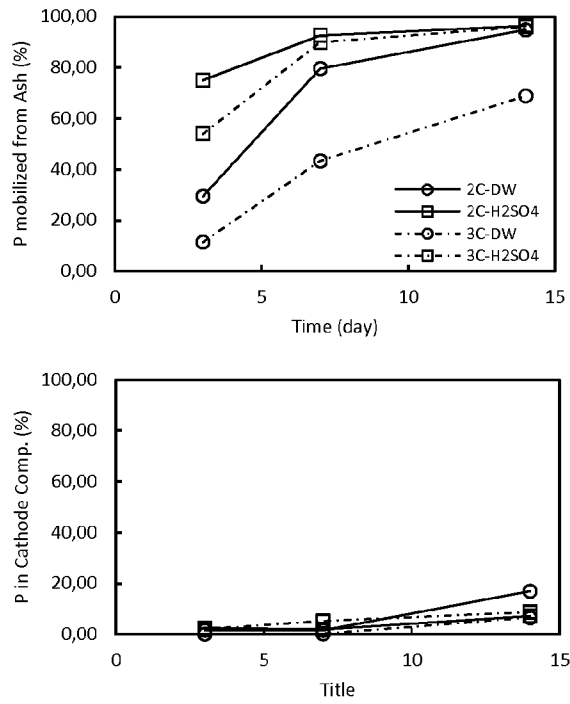 100,00
80,00
60,00
40,00
20,00
0,00
P mobilized from Ash (%)
2C-DW
2C-H2SO4
3C-DW
3C-H2SO4
0 5 10 15
Time (day)
100,00
80,00
60,00
40,00
20,00
0,00
P in Cathode Comp. (%)
0 5 10 15
Title